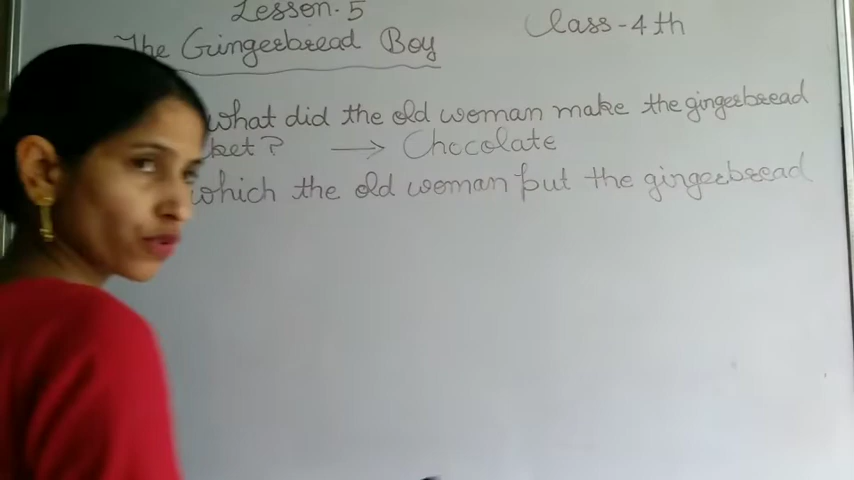 Lesson. 5
Class - 4th
The Gingerbread Boy
what did the old woman make the gingerbread
ket ? → Chocolate
which the old woman put the gingerbread